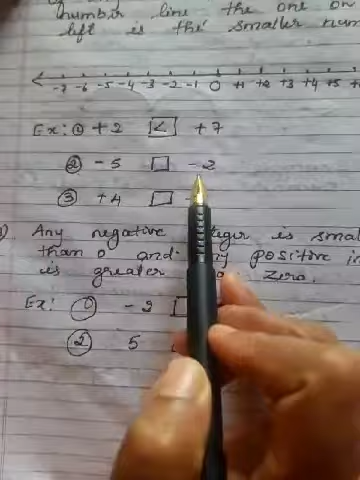 number line the one on
left is the smaller num
-7 -6 -5 -4 -3 -2 -1 0 +1 +2 +3 +4 +5
Ex: ① +2 < +7
② -5 □ -2
③ +4 □
Any negative is smal
than 0 and positive in
is greater zero.
Ex: ① -3
② 5